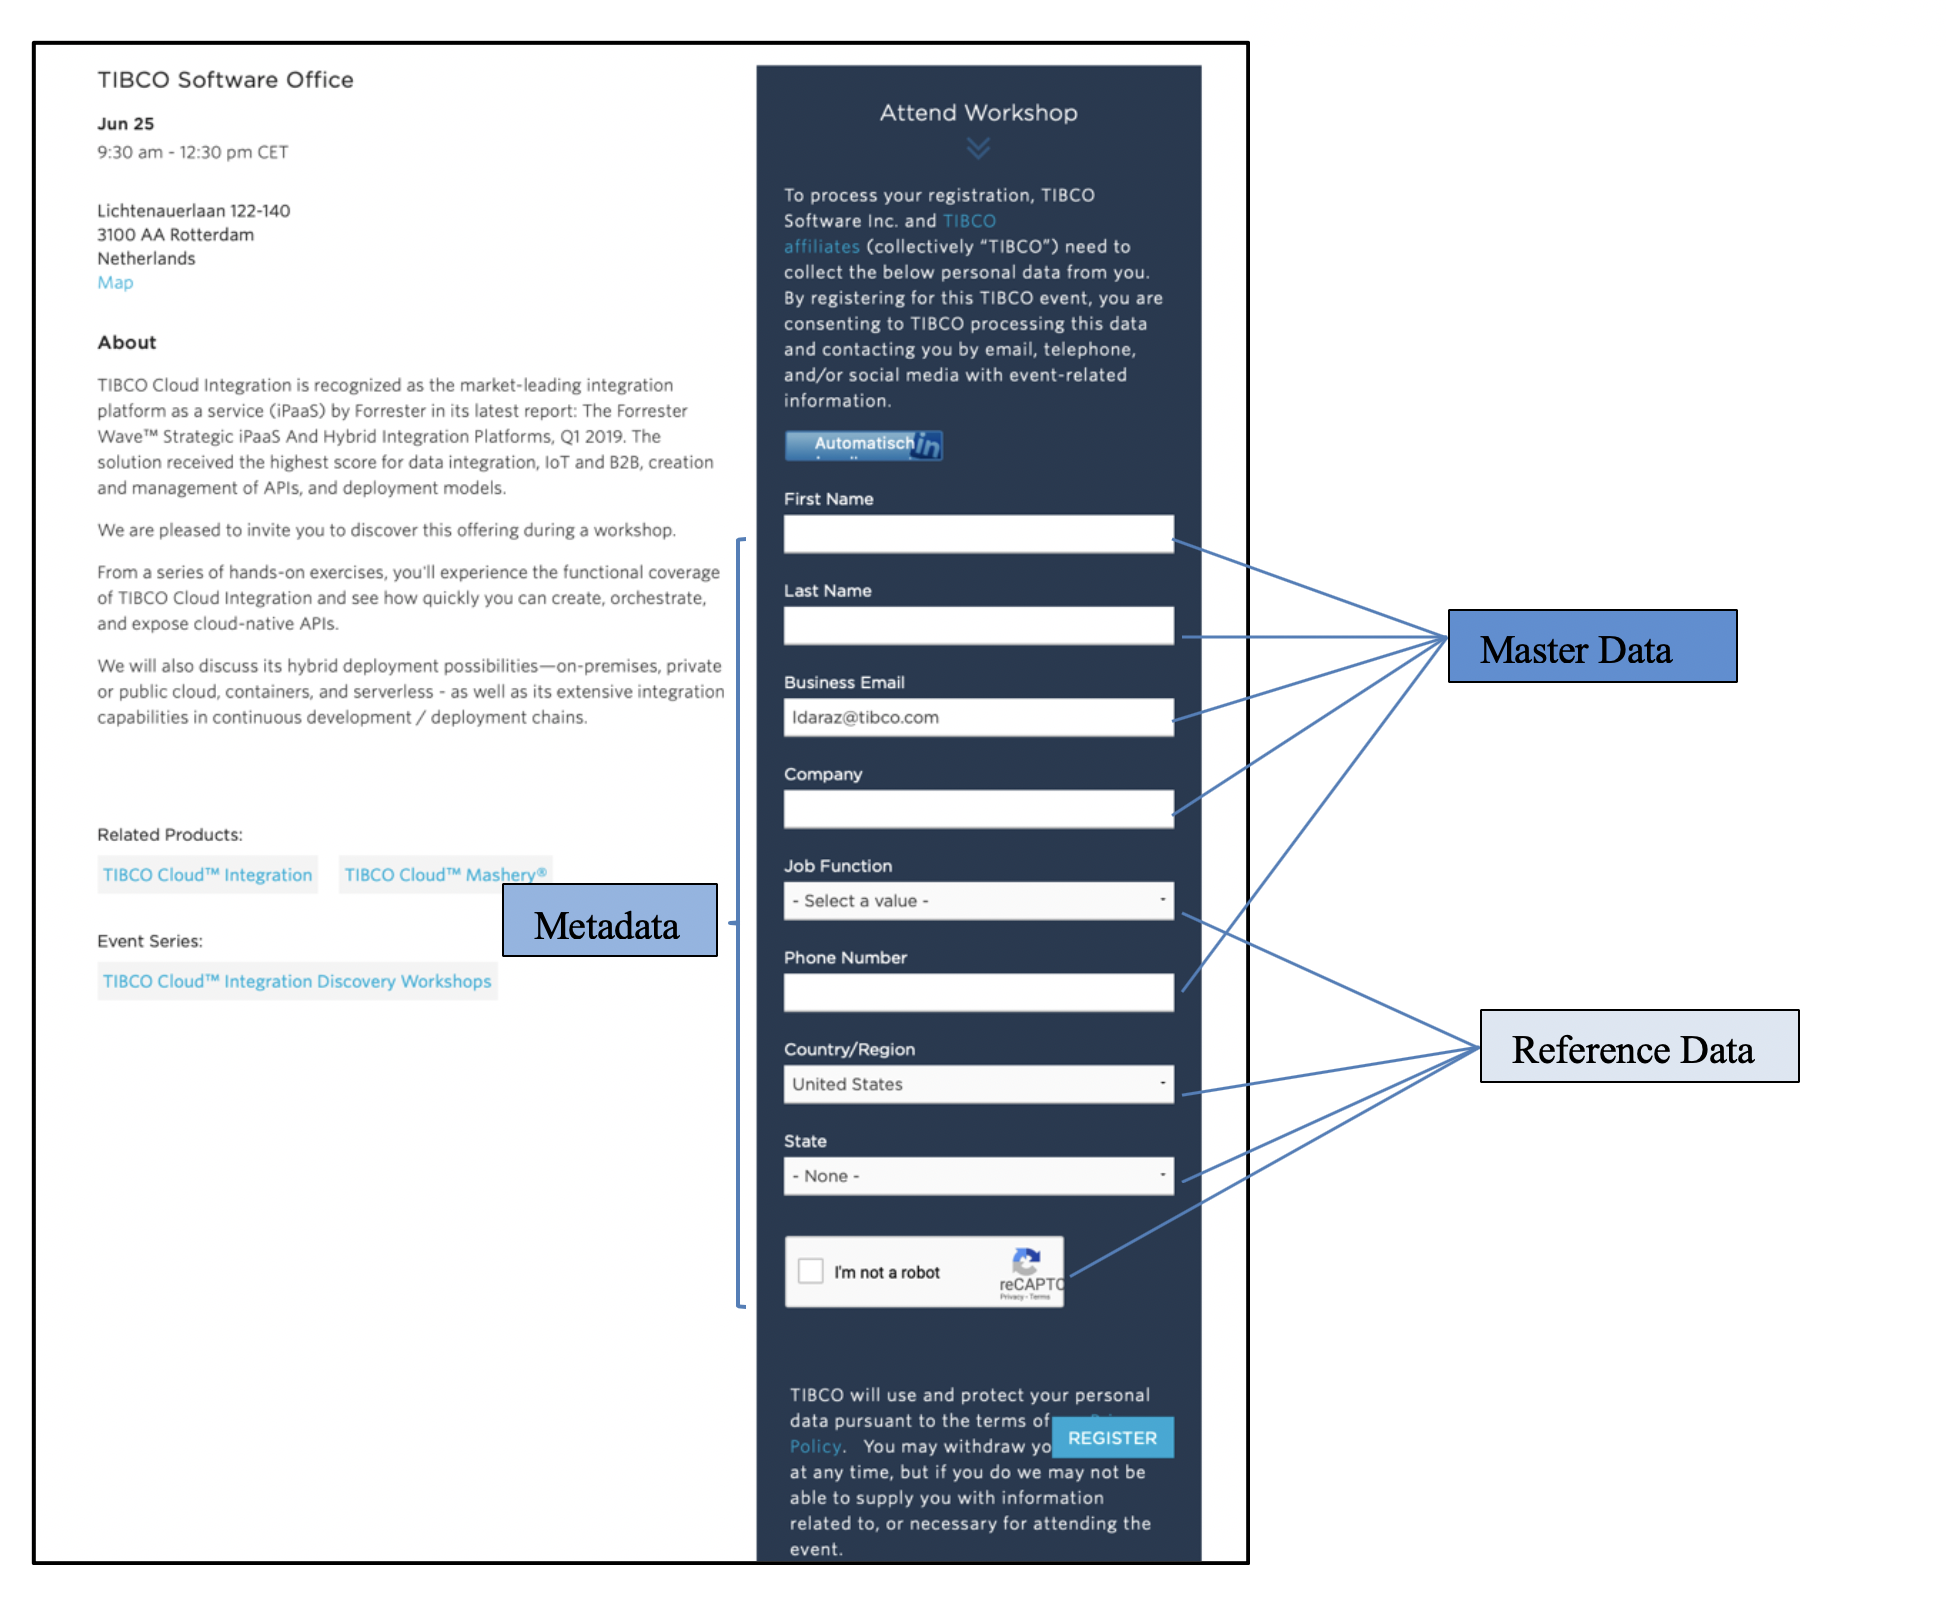 TIBCO Software Office
Jun 25
9:30 am - 12:30 pm CET
Lichtenauerlaan 122-140
3100 AA Rotterdam
Netherlands
Map
About
TIBCO Cloud Integration is recognized as the market-leading integration
platform as a service (iPaaS) by Forrester in its latest report: The Forrester
Wave™ Strategic iPaaS And Hybrid Integration Platforms, Q1 2019. The
solution received the highest score for data integration, IoT and B2B, creation
and management of APIs, and deployment models.
We are pleased to invite you to discover this offering during a workshop.
From a series of hands-on exercises, you'll experience the functional coverage
of TIBCO Cloud Integration and see how quickly you can create, orchestrate,
and expose cloud-native APIs.
We will also discuss its hybrid deployment possibilities—on-premises, private
or public cloud, containers, and serverless - as well as its extensive integration
capabilities in continuous development / deployment chains.
Related Products:
TIBCO Cloud™ Integration TIBCO Cloud™ Mashery®
Event Series:
TIBCO Cloud™ Integration Discovery Workshops
Metadata
Attend Workshop
To process your registration, TIBCO
Software Inc. and TIBCO
affiliates (collectively “TIBCO”) need to
collect the below personal data from you.
By registering for this TIBCO event, you are
consenting to TIBCO processing this data
and contacting you by email, telephone,
and/or social media with event-related
information.
Automatisch in
First Name
Last Name
Business Email
ldaraz@tibco.com
Company
Job Function
- Select a value -
Phone Number
Country/Region
United States
State
- None -
I'm not a robot
reCAPTC
Privacy - Terms
TIBCO will use and protect your personal
data pursuant to the terms of
Policy. You may withdraw yo
REGISTER
at any time, but if you do we may not be
able to supply you with information
related to, or necessary for attending the
event.
Master Data
Reference Data